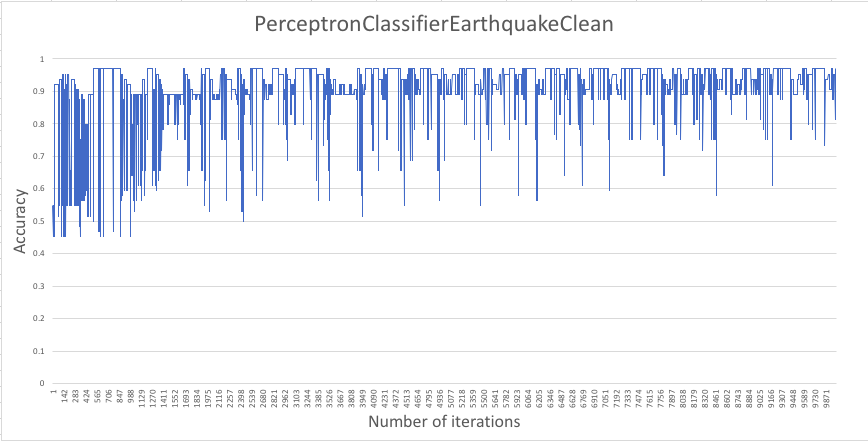 PerceptronClassifierEarthquakeClean
1
0.9
0.8
0.7
0.6
0.5
0.4
0.3
0.2
0.1
0
Accuracy
1 142 283 424 565 706 847 988 1129 1270 1411 1552 1693 1834 1975 2116 2257 2398 2539 2680 2821 2962 3103 3244 3385 3526 3667 3808 3949 4090 4231 4372 4513 4654 4795 4936 5077 5218 5359 5500 5641 5782 5923 6064 6205 6346 6487 6628 6769 6910 7051 7192 7333 7474 7615 7756 7897 8038 8179 8320 8461 8602 8743 8884 9025 9166 9307 9448 9589 9730 9871
Number of iterations